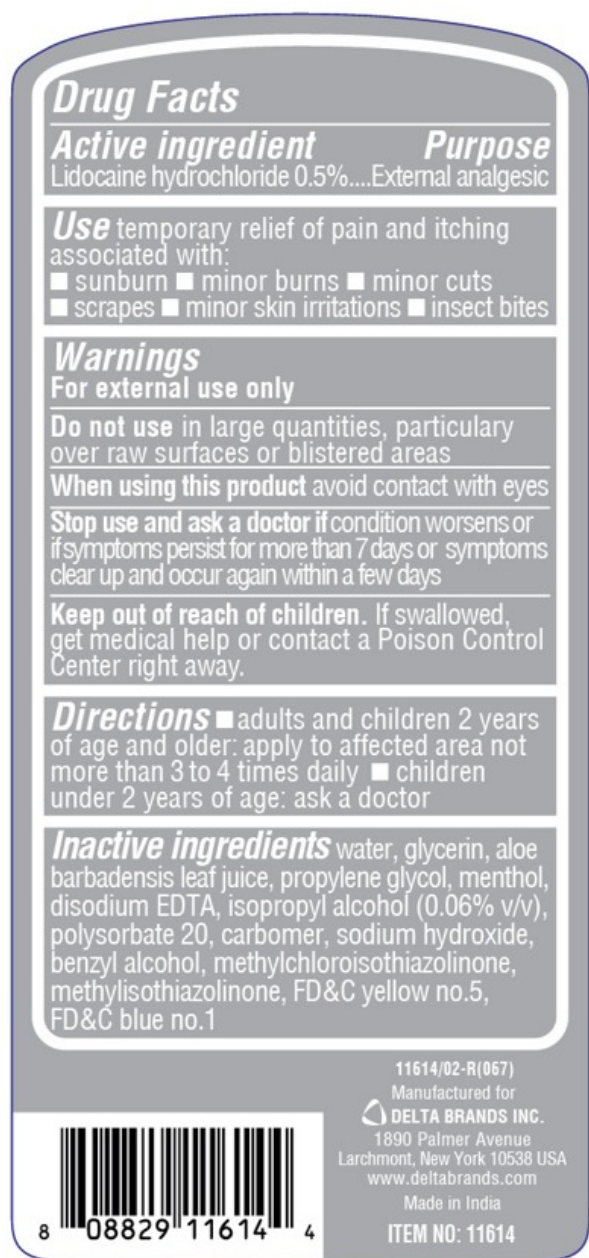 Drug Facts
Active ingredient Purpose
Lidocaine hydrochloride 0.5%....External analgesic
Use temporary relief of pain and itching
associated with:
■ sunburn ■ minor burns ■ minor cuts
■ scrapes ■ minor skin irritations ■ insect bites
Warnings
For external use only
Do not use in large quantities, particulary
over raw surfaces or blistered areas
When using this product avoid contact with eyes
Stop use and ask a doctor if condition worsens or
if symptoms persist for more than 7 days or symptoms
clear up and occur again within a few days
Keep out of reach of children. If swallowed,
get medical help or contact a Poison Control
Center right away.
Directions ■ adults and children 2 years
of age and older: apply to affected area not
more than 3 to 4 times daily ■ children
under 2 years of age: ask a doctor
Inactive ingredients water, glycerin, aloe
barbadensis leaf juice, propylene glycol, menthol,
disodium EDTA, isopropyl alcohol (0.06% v/v),
polysorbate 20, carbomer, sodium hydroxide,
benzyl alcohol, methylchloroisothiazolinone,
methylisothiazolinone, FD&C yellow no.5,
FD&C blue no.1
11614/02-R(067)
Manufactured for
DELTA BRANDS INC.
1890 Palmer Avenue
Larchmont, New York 10538 USA
www.deltabrands.com
Made in India
ITEM NO: 11614
8 08829 11614 4